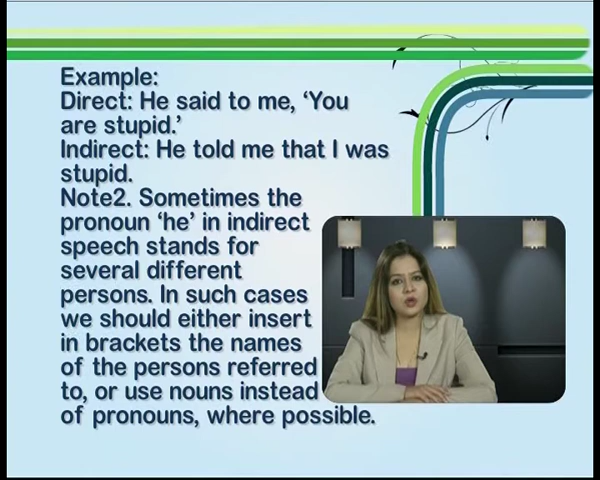 Example:
Direct: He said to me, ‘You
are stupid.’
Indirect: He told me that I was
stupid.
Note2. Sometimes the
pronoun ‘he’ in indirect
speech stands for
several different
persons. In such cases
we should either insert
in brackets the names
of the persons referred
to, or use nouns instead
of pronouns, where possible.